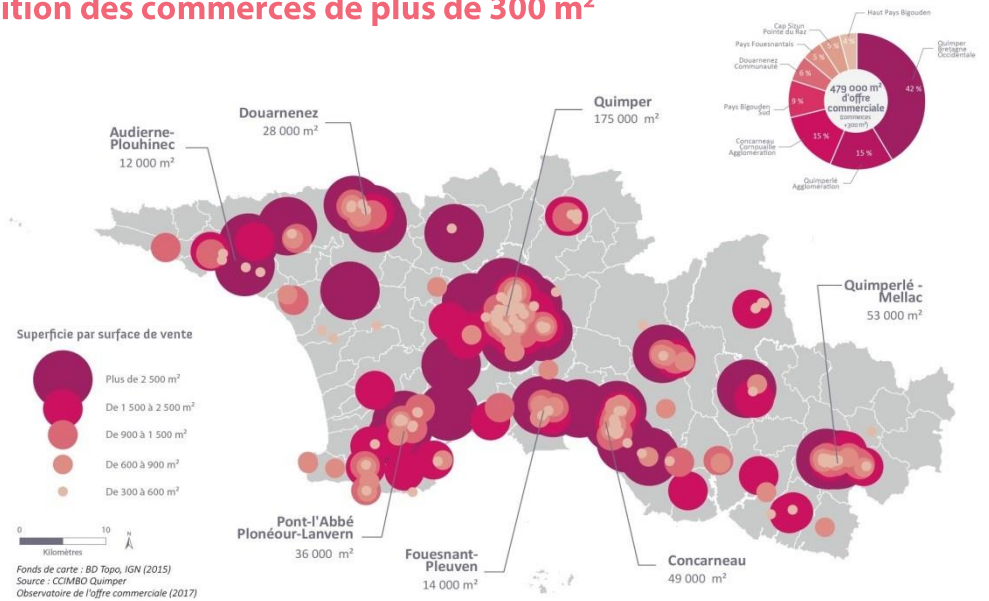 ition des commerces de plus de 300 m²
Haut Pays Bigouden
Cap Sizun
Pointe du Raz
Pays Fouesnantais
Douarnenez
Communauté
Pays Bigouden
Sud
Concarneau
Cornouaille
Agglomération
Quimperlé
Agglomération
Quimper
Bretagne
Occidentale
42 %
15 %
15 %
9 %
6 %
5 %
479 000 m²
d'offre
commerciale
(commerces
+300 m²)
Audierne-
Plouhinec
12 000 m²
Douarnenez
28 000 m²
Quimper
175 000 m²
Quimperlé -
Mellac
53 000 m²
Superficie par surface de vente
Plus de 2 500 m²
De 1 500 à 2 500 m²
De 900 à 1 500 m²
De 600 à 900 m²
De 300 à 600 m²
0 10
Kilomètres
N
Pont-l'Abbé
Plonéour-Lanvern
36 000 m²
Fouesnant-
Pleuven
14 000 m²
Concarneau
49 000 m²
Fonds de carte : BD Topo, IGN (2015)
Source : CCIMBO Quimper
Observatoire de l'offre commerciale (2017)